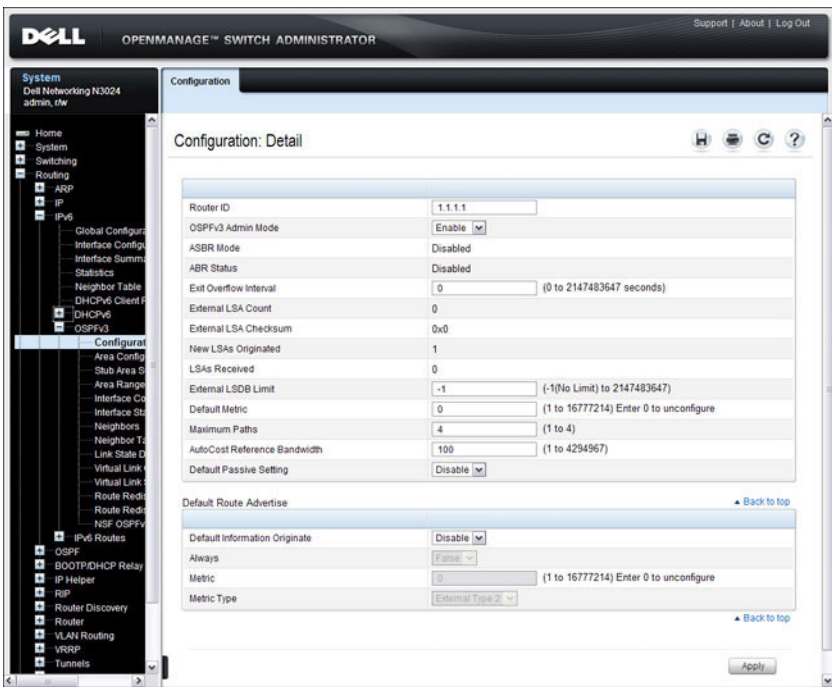 Support | About | Log Out
DELL
OPENMANAGE™ SWITCH ADMINISTRATOR
System
Dell Networking N3024
admin, r/w
Configuration
Home
System
Switching
Routing
ARP
IP
IPv6
Global Configura
Interface Configu
Interface Summa
Statistics
Neighbor Table
DHCPv6 Client P
DHCPv6
OSPFv3
Configurat
Area Config
Stub Area S
Area Range
Interface Co
Interface Sta
Neighbors
Neighbor Ta
Link State D
Virtual Link
Virtual Link
Route Redis
Route Redis
NSF OSPFv
IPv6 Routes
OSPF
BOOTP/DHCP Relay
IP Helper
RIP
Router Discovery
Router
VLAN Routing
VRRP
Tunnels
Configuration: Detail
Router ID 1.1.1.1
OSPFv3 Admin Mode Enable
ASBR Mode Disabled
ABR Status Disabled
Exit Overflow Interval 0 (0 to 2147483647 seconds)
External LSA Count 0
External LSA Checksum 0x0
New LSAs Originated 1
LSAs Received 0
External LSDB Limit -1 (-1(No Limit) to 2147483647)
Default Metric 0 (1 to 16777214) Enter 0 to unconfigure
Maximum Paths 4 (1 to 4)
AutoCost Reference Bandwidth 100 (1 to 4294967)
Default Passive Setting Disable
Default Route Advertise Back to top
Default Information Originate Disable
Always False
Metric 0 (1 to 16777214) Enter 0 to unconfigure
Metric Type External Type 2
Back to top
Apply